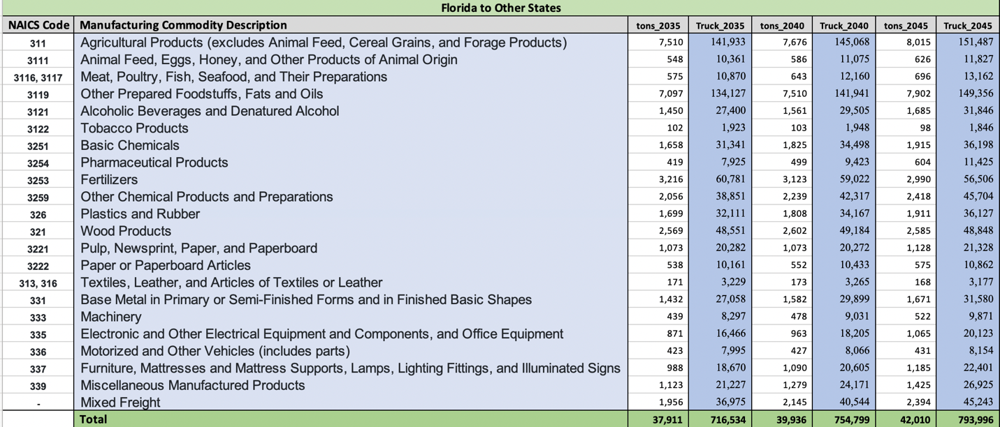 Florida to Other States
NAICS Code Manufacturing Commodity Description tons_2035 Truck_2035 tons_2040 Truck_2040 tons_2045 Truck_2045
311 Agricultural Products (excludes Animal Feed, Cereal Grains, and Forage Products) 7,510 141,933 7,676 145,068 8,015 151,487
3111 Animal Feed, Eggs, Honey, and Other Products of Animal Origin 548 10,361 586 11,075 626 11,827
3116, 3117 Meat, Poultry, Fish, Seafood, and Their Preparations 575 10,870 643 12,160 696 13,162
3119 Other Prepared Foodstuffs, Fats and Oils 7,097 134,127 7,510 141,941 7,902 149,356
3121 Alcoholic Beverages and Denatured Alcohol 1,450 27,400 1,561 29,505 1,685 31,846
3122 Tobacco Products 102 1,923 103 1,948 98 1,846
3251 Basic Chemicals 1,658 31,341 1,825 34,498 1,915 36,198
3254 Pharmaceutical Products 419 7,925 499 9,423 604 11,425
3253 Fertilizers 3,216 60,781 3,123 59,022 2,990 56,506
3259 Other Chemical Products and Preparations 2,056 38,851 2,239 42,317 2,418 45,704
326 Plastics and Rubber 1,699 32,111 1,808 34,167 1,911 36,127
321 Wood Products 2,569 48,551 2,602 49,184 2,585 48,848
3221 Pulp, Newsprint, Paper, and Paperboard 1,073 20,282 1,073 20,272 1,128 21,328
3222 Paper or Paperboard Articles 538 10,161 552 10,433 575 10,862
313, 316 Textiles, Leather, and Articles of Textiles or Leather 171 3,229 173 3,265 168 3,177
331 Base Metal in Primary or Semi-Finished Forms and in Finished Basic Shapes 1,432 27,058 1,582 29,899 1,671 31,580
333 Machinery 439 8,297 478 9,031 522 9,871
335 Electronic and Other Electrical Equipment and Components, and Office Equipment 871 16,466 963 18,205 1,065 20,123
336 Motorized and Other Vehicles (includes parts) 423 7,995 427 8,066 431 8,154
337 Furniture, Mattresses and Mattress Supports, Lamps, Lighting Fittings, and Illuminated Signs 988 18,670 1,090 20,605 1,185 22,401
339 Miscellaneous Manufactured Products 1,123 21,227 1,279 24,171 1,425 26,925
- Mixed Freight 1,956 36,975 2,145 40,544 2,394 45,243
Total 37,911 716,534 39,936 754,799 42,010 793,996